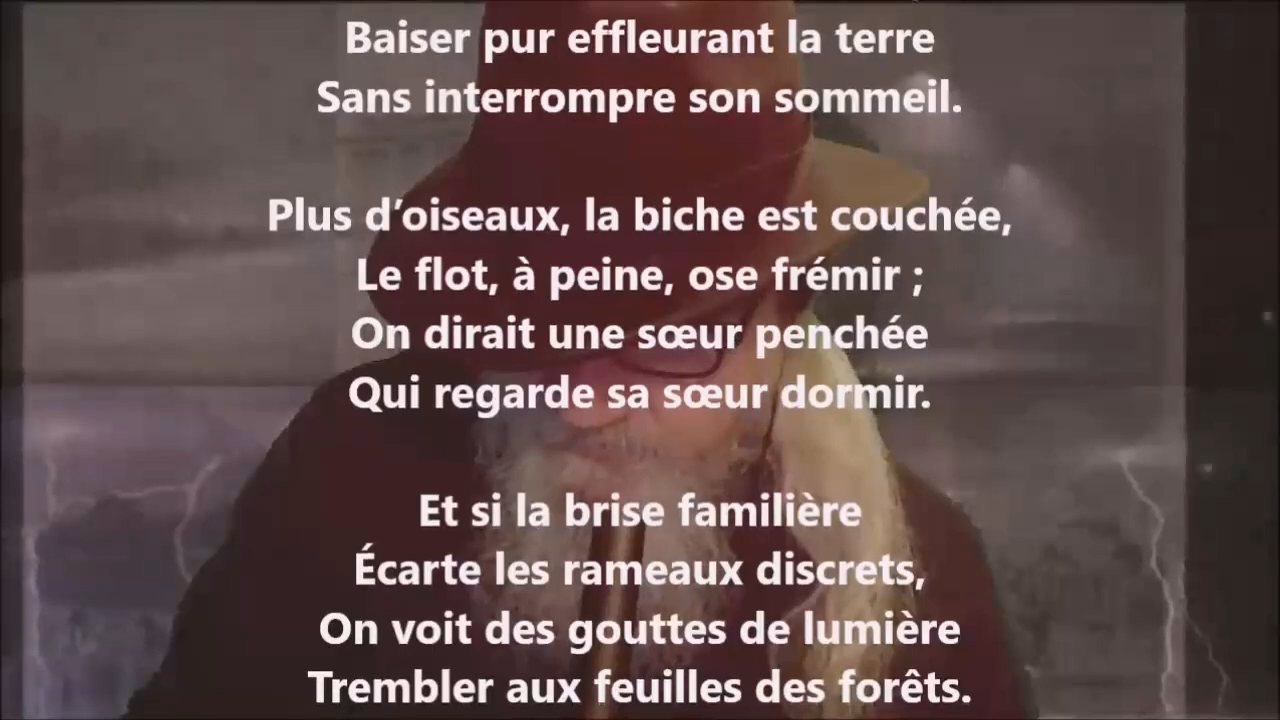 Baiser pur effleurant la terre
Sans interrompre son sommeil.
Plus d’oiseaux, la biche est couchée,
Le flot, à peine, ose frémir ;
On dirait une sœur penchée
Qui regarde sa sœur dormir.
Et si la brise familière
Écarte les rameaux discrets,
On voit des gouttes de lumière
Trembler aux feuilles des forêts.